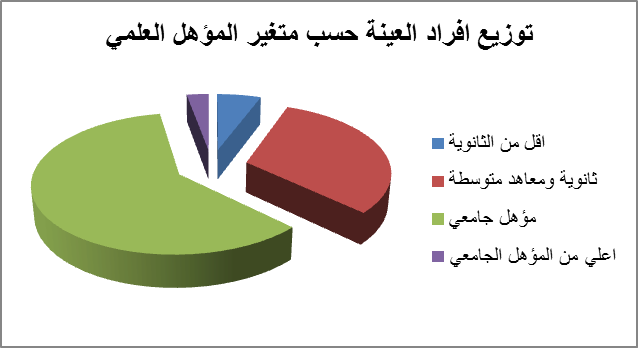 توزيع افراد العينة حسب متغير المؤهل العلمي
اقل من الثانوية
ثانوية ومعاهد متوسطة
مؤهل جامعي
اعلي من المؤهل الجامعي